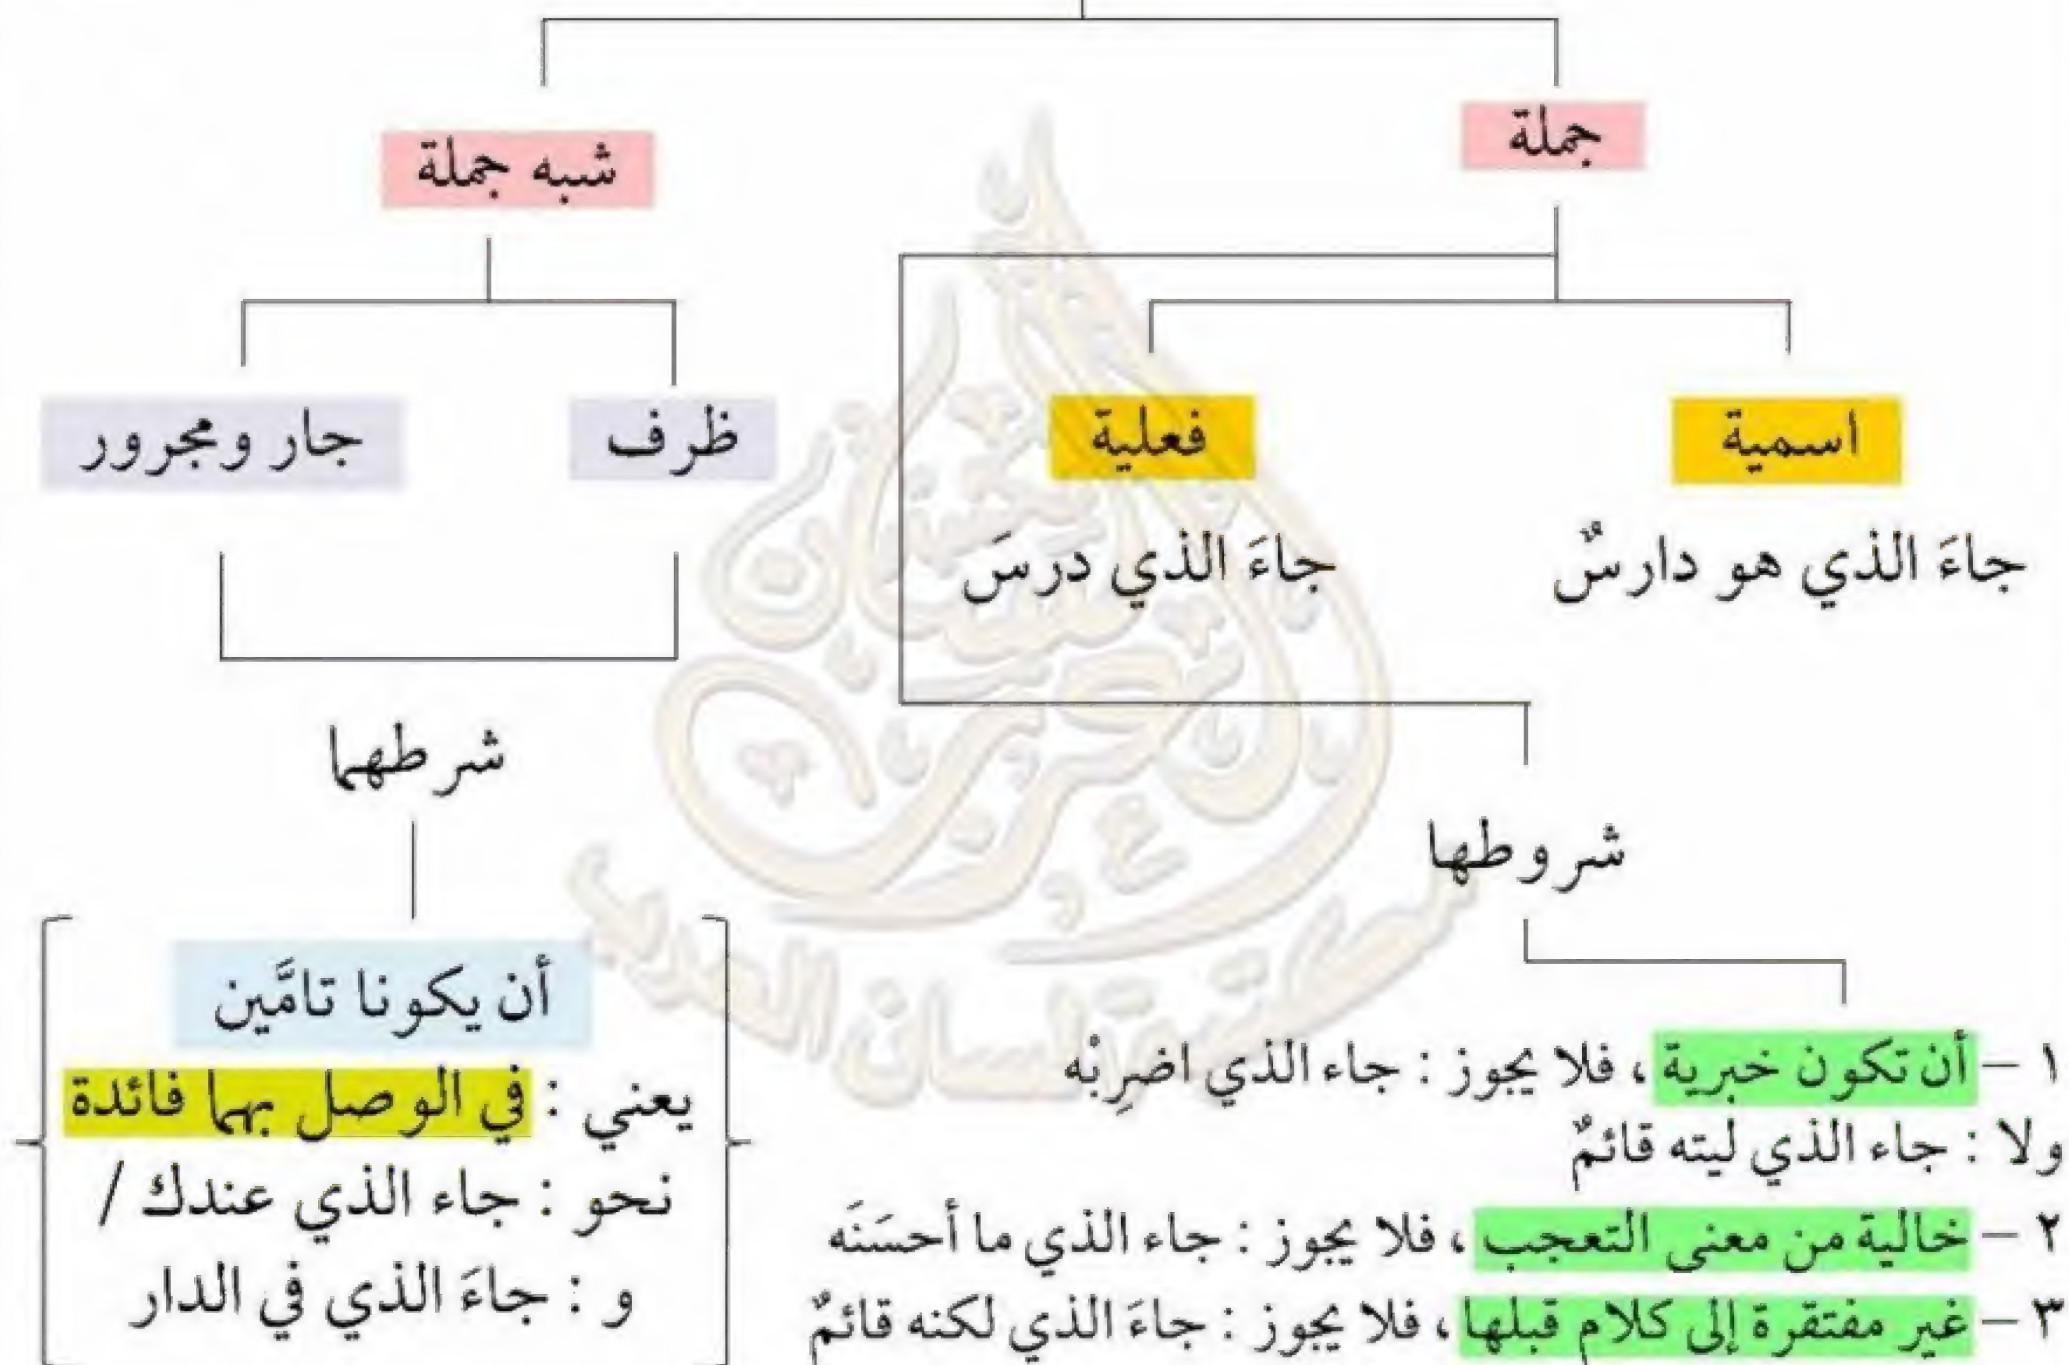 جملة
شبه جملة
اسمية
فعلية
ظرف
جار ومجرور
جاءَ الذي هو دارسٌ
جاءَ الذي درسَ
شرطهما
شروطها
أن يكونا تامَّين
يعني : في الوصل بهما فائدة
نحو : جاء الذي عندك /
و : جاءَ الذي في الدار
١ – أن تكون خبرية ، فلا يجوز : جاء الذي اضرِبْه
ولا : جاء الذي ليته قائمٌ
٢ – خالية من معنى التعجب ، فلا يجوز : جاء الذي ما أحسَنَه
٣ – غير مفتقرة إلى كلام قبلها ، فلا يجوز : جاءَ الذي لكنه قائمٌ
مكتبة لسان العرب